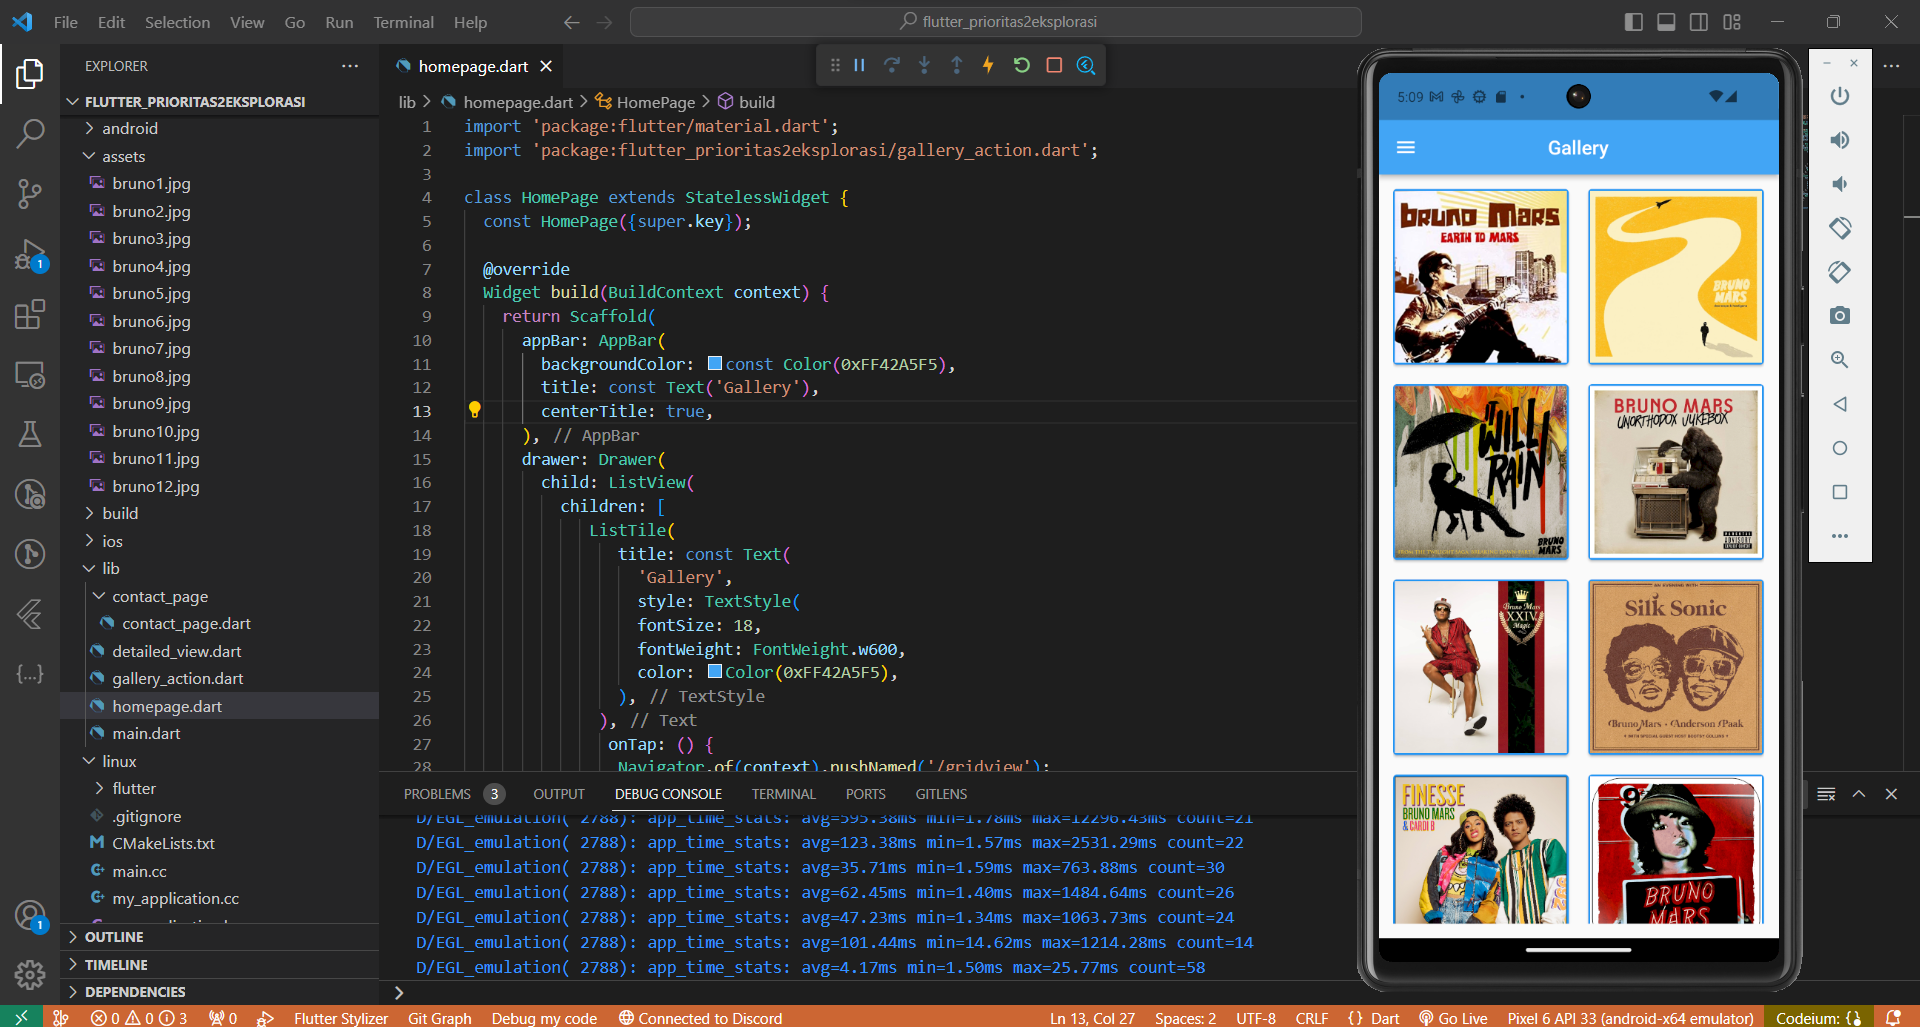 File Edit Selection View Go Run Terminal Help
flutter_prioritas2eksplorasi
EXPLORER
FLUTTER_PRIORITAS2EKSPLORASI
android
assets
bruno1.jpg
bruno2.jpg
bruno3.jpg
bruno4.jpg
bruno5.jpg
bruno6.jpg
bruno7.jpg
bruno8.jpg
bruno9.jpg
bruno10.jpg
bruno11.jpg
bruno12.jpg
build
ios
lib
contact_page
contact_page.dart
detailed_view.dart
gallery_action.dart
homepage.dart
main.dart
linux
flutter
.gitignore
CMakeLists.txt
main.cc
my_application.cc
OUTLINE
TIMELINE
DEPENDENCIES
1
1
homepage.dart
lib > homepage.dart > HomePage > build
1 import 'package:flutter/material.dart';
2 import 'package:flutter_prioritas2eksplorasi/gallery_action.dart';
3
4 class HomePage extends StatelessWidget {
5 const HomePage({super.key});
6
7 @override
8 Widget build(BuildContext context) {
9 return Scaffold(
10 appBar: AppBar(
11 backgroundColor: const Color(0xFF42A5F5),
12 title: const Text('Gallery'),
13 centerTitle: true,
14 ), // AppBar
15 drawer: Drawer(
16 child: ListView(
17 children: [
18 ListTile(
19 title: const Text(
20 'Gallery',
21 style: TextStyle(
22 fontSize: 18,
23 fontWeight: FontWeight.w600,
24 color: Color(0xFF42A5F5),
25 ), // TextStyle
26 ), // Text
27 onTap: () {
28 Navigator.of(context).pushNamed('/gridview');
PROBLEMS 3 OUTPUT DEBUG CONSOLE TERMINAL PORTS GITLENS
D/EGL_emulation( 2788): app_time_stats: avg=595.38ms min=1.78ms max=12296.43ms count=21
D/EGL_emulation( 2788): app_time_stats: avg=123.38ms min=1.57ms max=2531.29ms count=22
D/EGL_emulation( 2788): app_time_stats: avg=35.71ms min=1.59ms max=763.88ms count=30
D/EGL_emulation( 2788): app_time_stats: avg=62.45ms min=1.40ms max=1484.64ms count=26
D/EGL_emulation( 2788): app_time_stats: avg=47.23ms min=1.34ms max=1063.73ms count=24
D/EGL_emulation( 2788): app_time_stats: avg=101.44ms min=14.62ms max=1214.28ms count=14
D/EGL_emulation( 2788): app_time_stats: avg=4.17ms min=1.50ms max=25.77ms count=58
5:09
Gallery
BRUNO MARS
EARTH TO MARS
BRUNO
MARS
IT
WILL
RAIN
BRUNO
MARS
BRUNO MARS
UNORTHODOX JUKEBOX
Bruno Mars
XXIV
Magic
AN EVENING WITH
Silk Sonic
Bruno Mars · Anderson .Paak
WITH SPECIAL GUEST HOST BOOTSY COLLINS
FINESSE
BRUNO MARS
& CARDI B
BRUNO
MARS
0 0 3 0 Flutter Stylizer Git Graph Debug my code Connected to Discord Ln 13, Col 27 Spaces: 2 UTF-8 CRLF {} Dart Go Live Pixel 6 API 33 (android-x64 emulator) Codeium: {}